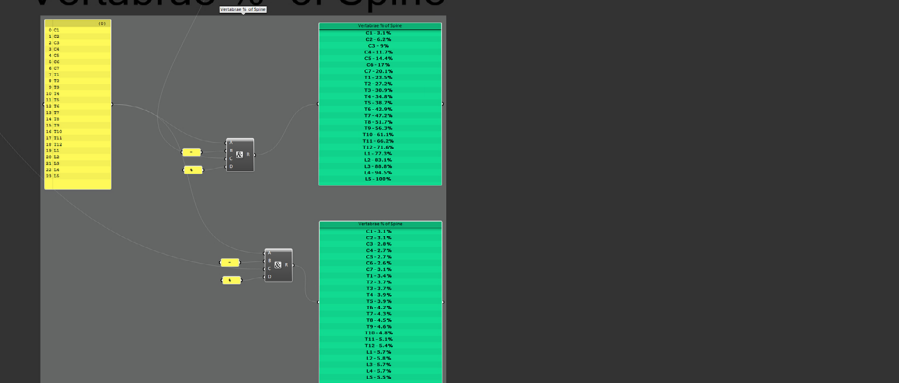 Vertabrae % of Spine
Vertabrae % of Spine
{0}
0 C1
1 C2
2 C3
3 C4
4 C5
5 C6
6 C7
7 T1
8 T2
9 T3
10 T4
11 T5
12 T6
13 T7
14 T8
15 T9
16 T10
17 T11
18 T12
19 L1
20 L2
21 L3
22 L4
23 L5
A
B
C
D
R
%
Vertabrae % of Spine
C1 - 3.1%
C2 - 6.2%
C3 - 9%
C4 - 11.7%
C5 - 14.4%
C6 - 17%
C7 - 20.1%
T1 - 23.5%
T2 - 27.2%
T3 - 30.9%
T4 - 34.8%
T5 - 38.7%
T6 - 42.9%
T7 - 47.2%
T8 - 51.7%
T9 - 56.3%
T10 - 61.1%
T11 - 66.2%
T12 - 71.6%
L1 - 77.3%
L2 - 83.1%
L3 - 88.8%
L4 - 94.5%
L5 - 100%
A
B
C
D
R
%
Vertabrae % of Spine
C1 - 3.1%
C2 - 3.1%
C3 - 2.8%
C4 - 2.7%
C5 - 2.7%
C6 - 2.6%
C7 - 3.1%
T1 - 3.4%
T2 - 3.7%
T3 - 3.7%
T4 - 3.9%
T5 - 3.9%
T6 - 4.2%
T7 - 4.3%
T8 - 4.5%
T9 - 4.6%
T10 - 4.8%
T11 - 5.1%
T12 - 5.4%
L1 - 5.7%
L2 - 5.8%
L3 - 5.7%
L4 - 5.7%
L5 - 5.5%